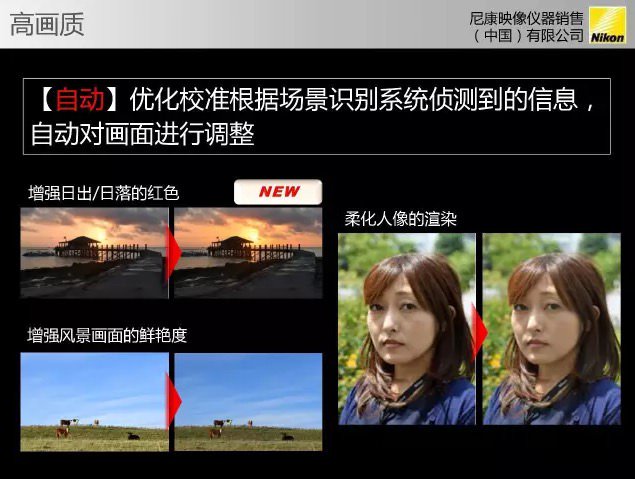 高画质
尼康映像仪器销售
（中国）有限公司
Nikon
【自动】优化校准根据场景识别系统侦测到的信息，
自动对画面进行调整
增强日出/日落的红色
NEW
柔化人像的渲染
增强风景画面的鲜艳度